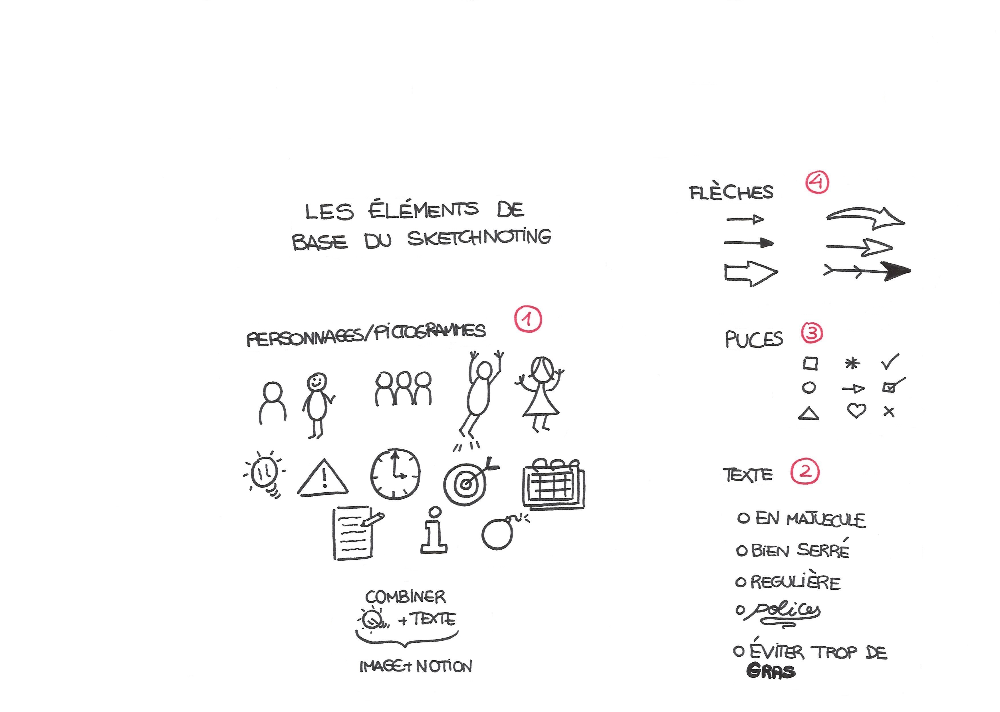 LES ÉLÉMENTS DE
BASE DU SKETCHNOTING
PERSONNAGES/PICTOGRAMMES 1
!
i
COMBINER
+ TEXTE
IMAGE + NOTION
TEXTE 2
O EN MAJUSCULE
O BIEN SERRÉ
O REGULIÈRE
O polices
O ÉVITER TROP DE
GRAS
PUCES 3
FLÈCHES 4